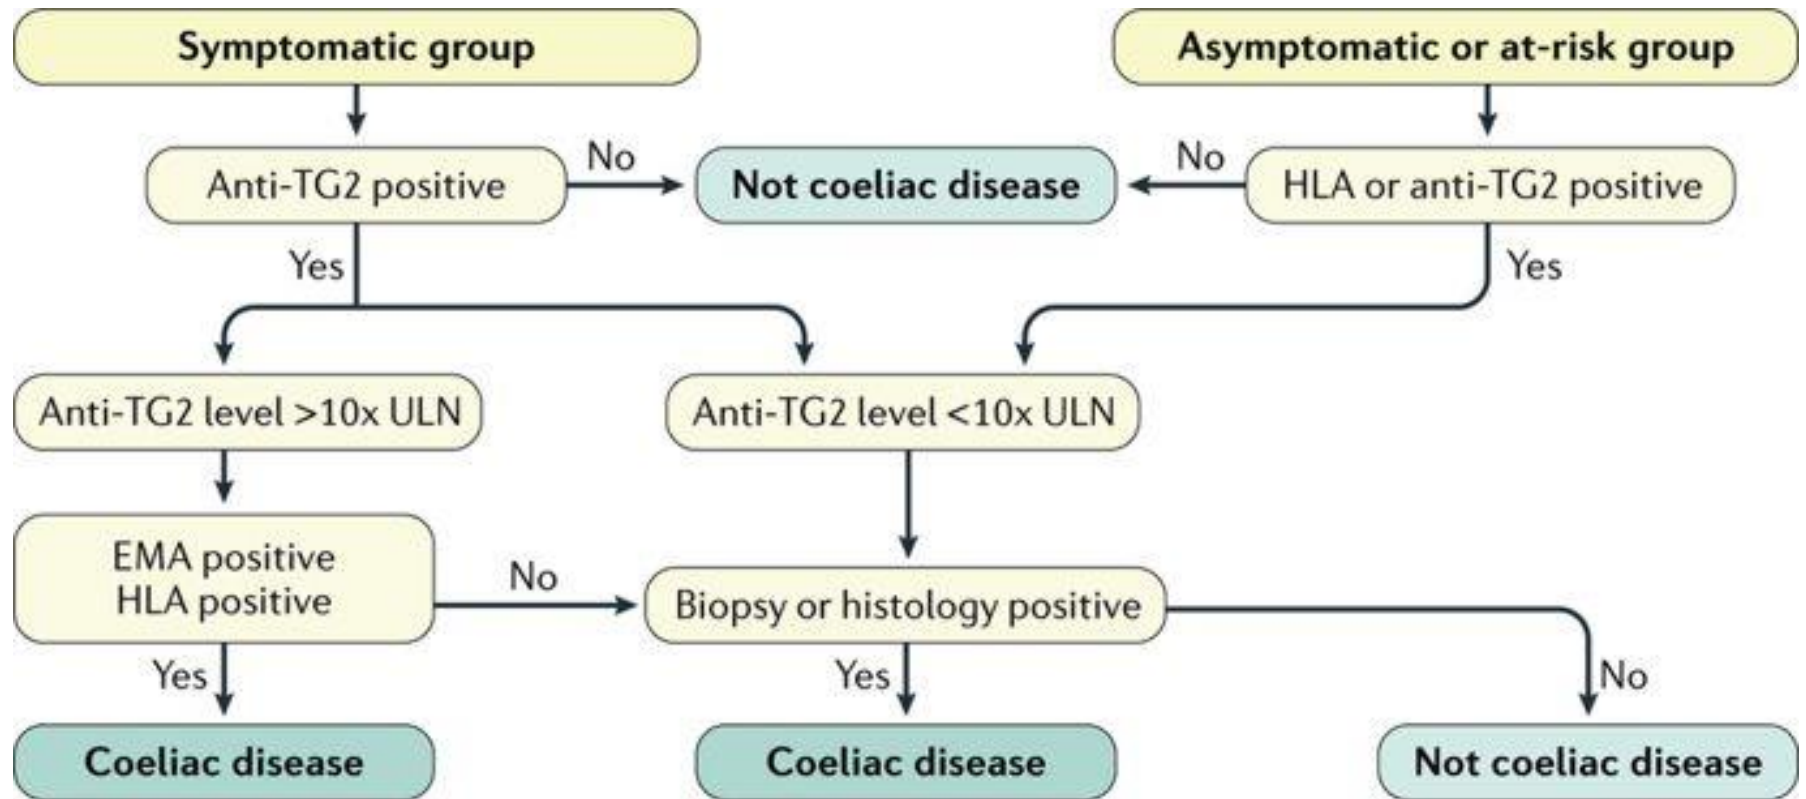 Symptomatic group
Asymptomatic or at-risk group
Anti-TG2 positive
No
Not coeliac disease
No
HLA or anti-TG2 positive
Yes
Yes
Anti-TG2 level >10x ULN
Anti-TG2 level <10x ULN
EMA positive
HLA positive
No
Biopsy or histology positive
Yes
Yes
No
Coeliac disease
Coeliac disease
Not coeliac disease